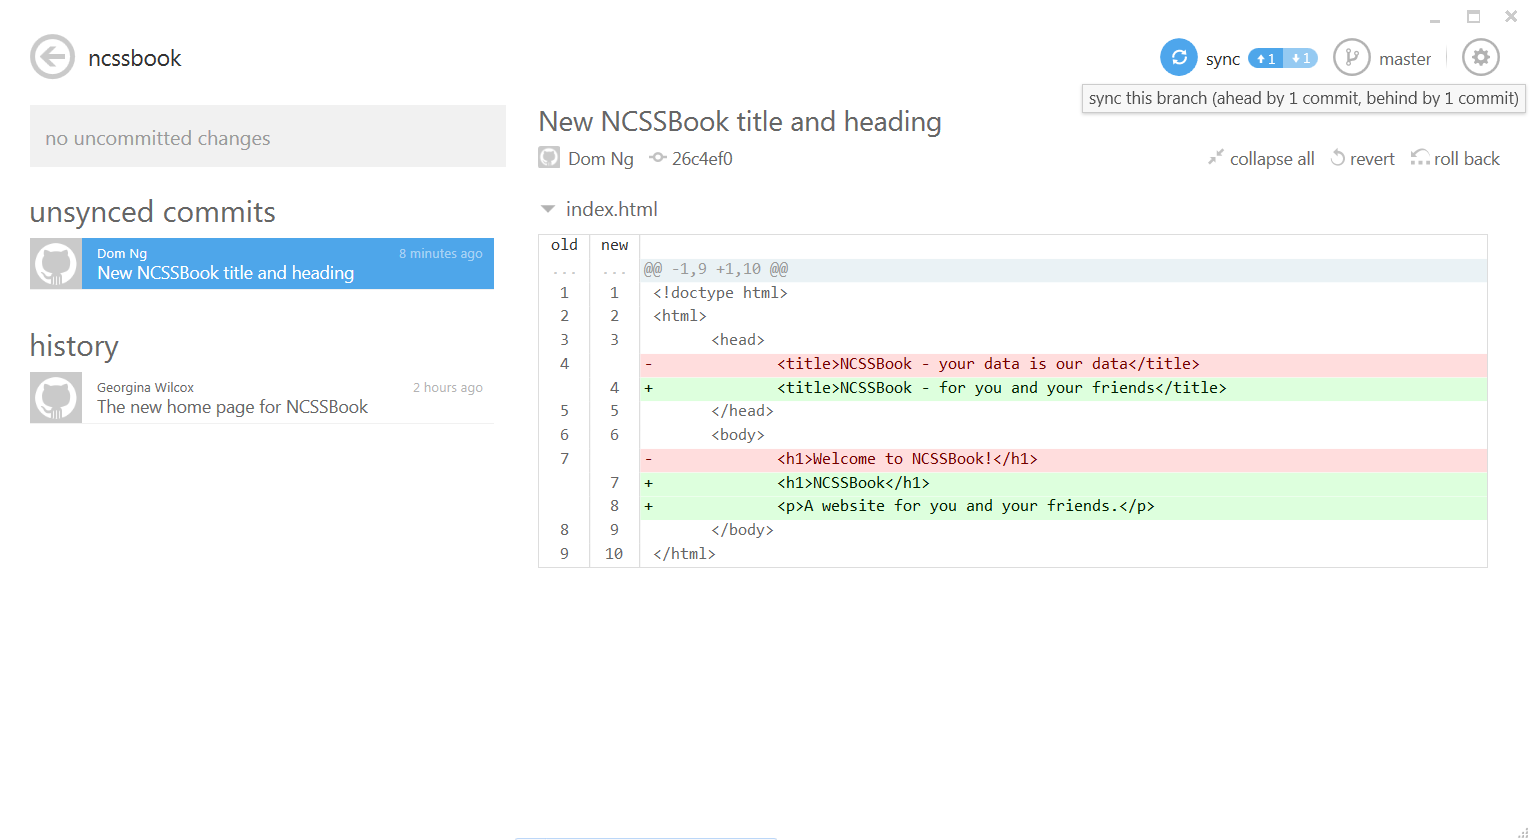 ncssbook
sync 1 1 master
sync this branch (ahead by 1 commit, behind by 1 commit)
no uncommitted changes
unsynced commits
Dom Ng 8 minutes ago
New NCSSBook title and heading
history
Georgina Wilcox 2 hours ago
The new home page for NCSSBook
New NCSSBook title and heading
Dom Ng 26c4ef0 collapse all revert roll back
index.html
old new
... ... @@ -1,9 +1,10 @@
1 1 <!doctype html>
2 2 <html>
3 3 <head>
4 - <title>NCSSBook - your data is our data</title>
4 + <title>NCSSBook - for you and your friends</title>
5 5 </head>
6 6 <body>
7 - <h1>Welcome to NCSSBook!</h1>
7 + <h1>NCSSBook</h1>
8 + <p>A website for you and your friends.</p>
8 9 </body>
9 10 </html>